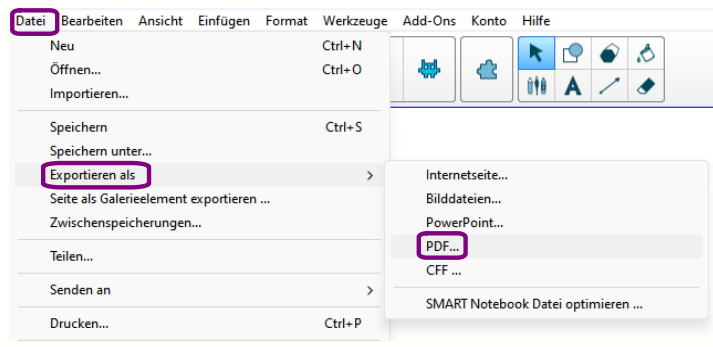 Datei Bearbeiten Ansicht Einfügen Format Werkzeuge Add-Ons Konto Hilfe
Neu Ctrl+N
Öffnen... Ctrl+O
Importieren...
Speichern Ctrl+S
Speichern unter...
Exportieren als >
Seite als Galerieelement exportieren ...
Zwischenspeicherungen...
Teilen...
Senden an >
Drucken... Ctrl+P
Internetseite...
Bilddateien...
PowerPoint...
PDF...
CFF ...
SMART Notebook Datei optimieren ...
A